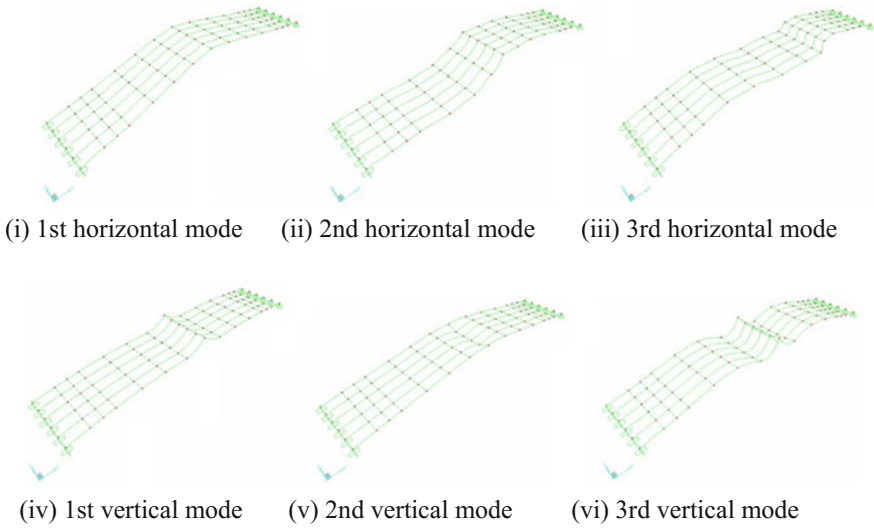 (i) 1st horizontal mode (ii) 2nd horizontal mode (iii) 3rd horizontal mode
(iv) 1st vertical mode (v) 2nd vertical mode (vi) 3rd vertical mode